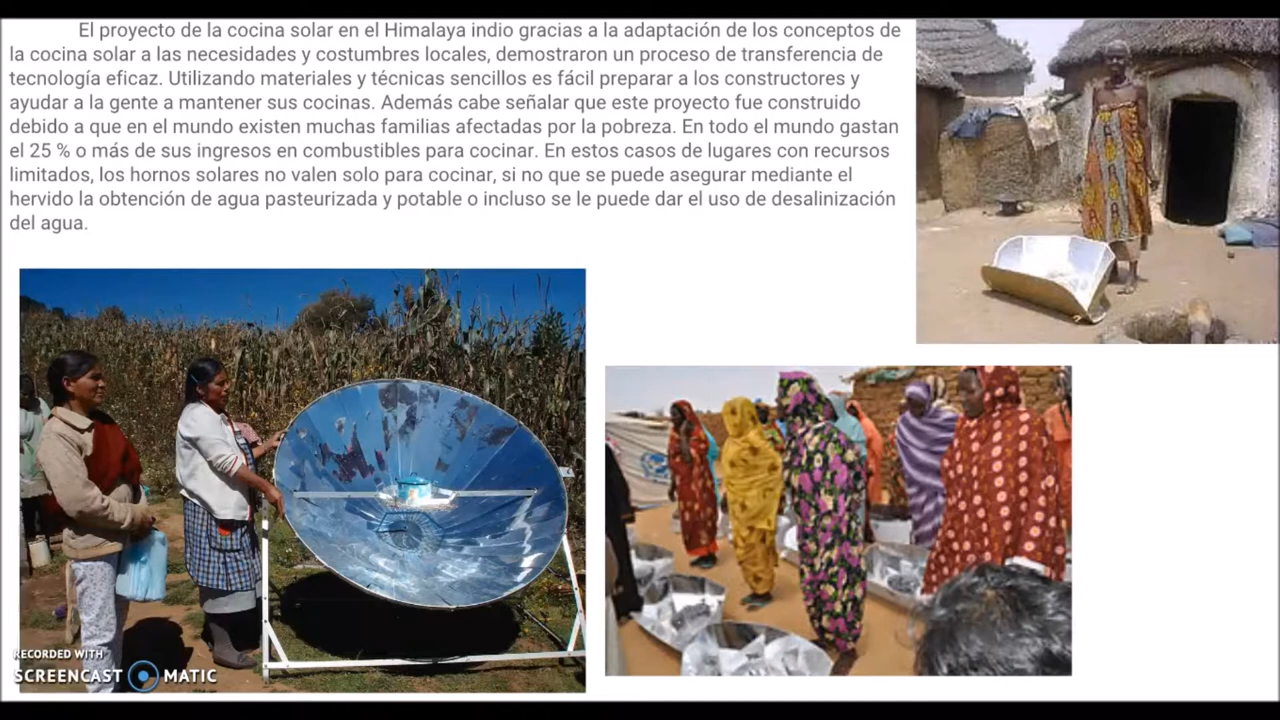 El proyecto de la cocina solar en el Himalaya indio gracias a la adaptación de los conceptos de
la cocina solar a las necesidades y costumbres locales, demostraron un proceso de transferencia de
tecnología eficaz. Utilizando materiales y técnicas sencillos es fácil preparar a los constructores y
ayudar a la gente a mantener sus cocinas. Además cabe señalar que este proyecto fue construido
debido a que en el mundo existen muchas familias afectadas por la pobreza. En todo el mundo gastan
el 25 % o más de sus ingresos en combustibles para cocinar. En estos casos de lugares con recursos
limitados, los hornos solares no valen solo para cocinar, si no que se puede asegurar mediante el
hervido la obtención de agua pasteurizada y potable o incluso se le puede dar el uso de desalinización
del agua.
RECORDED WITH
SCREENCAST MATIC